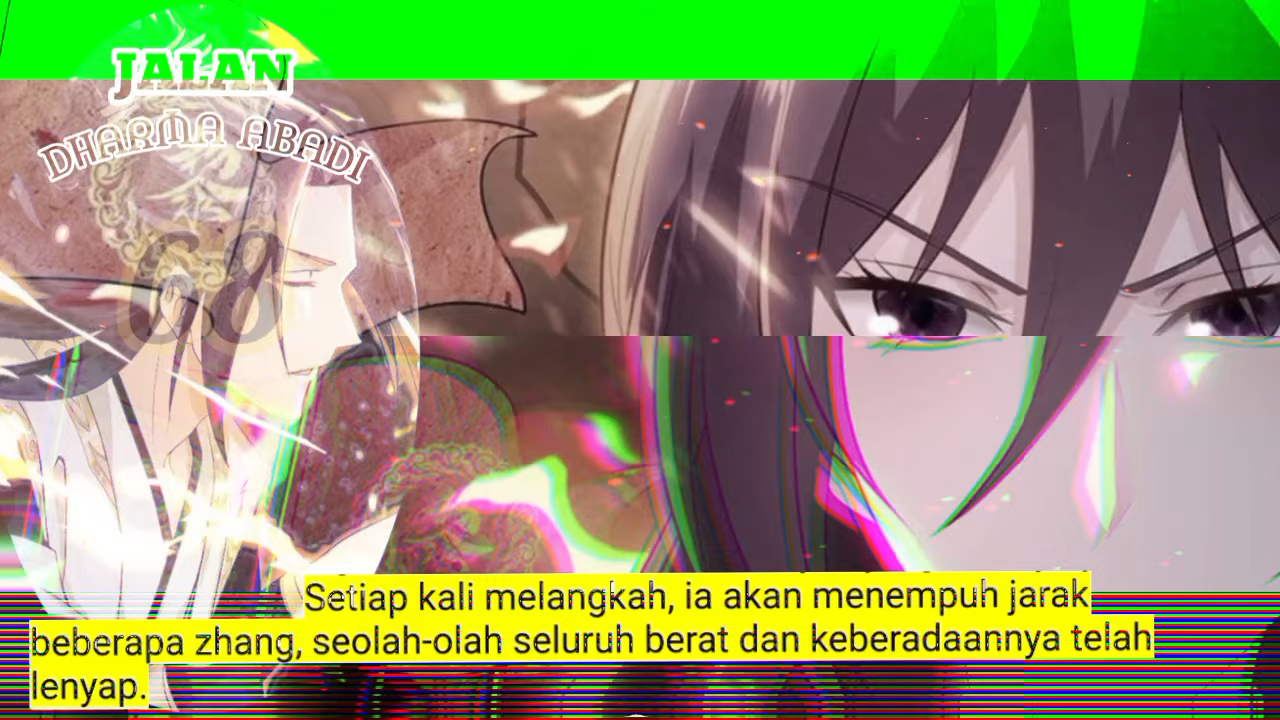 JALAN
DHARMA ABADI
68
Setiap kali melangkah, ia akan menempuh jarak
beberapa zhang, seolah-olah seluruh berat dan keberadaannya telah
lenyap.